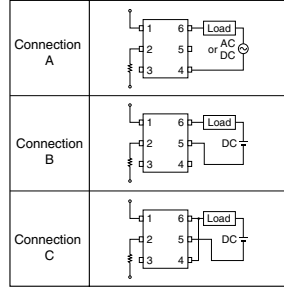 Connection
A
1 6 Load
2 5 or AC
DC
3 4
Connection
B
1 6 Load
2 5 DC
3 4
Connection
C
1 6 Load
2 5 DC
3 4